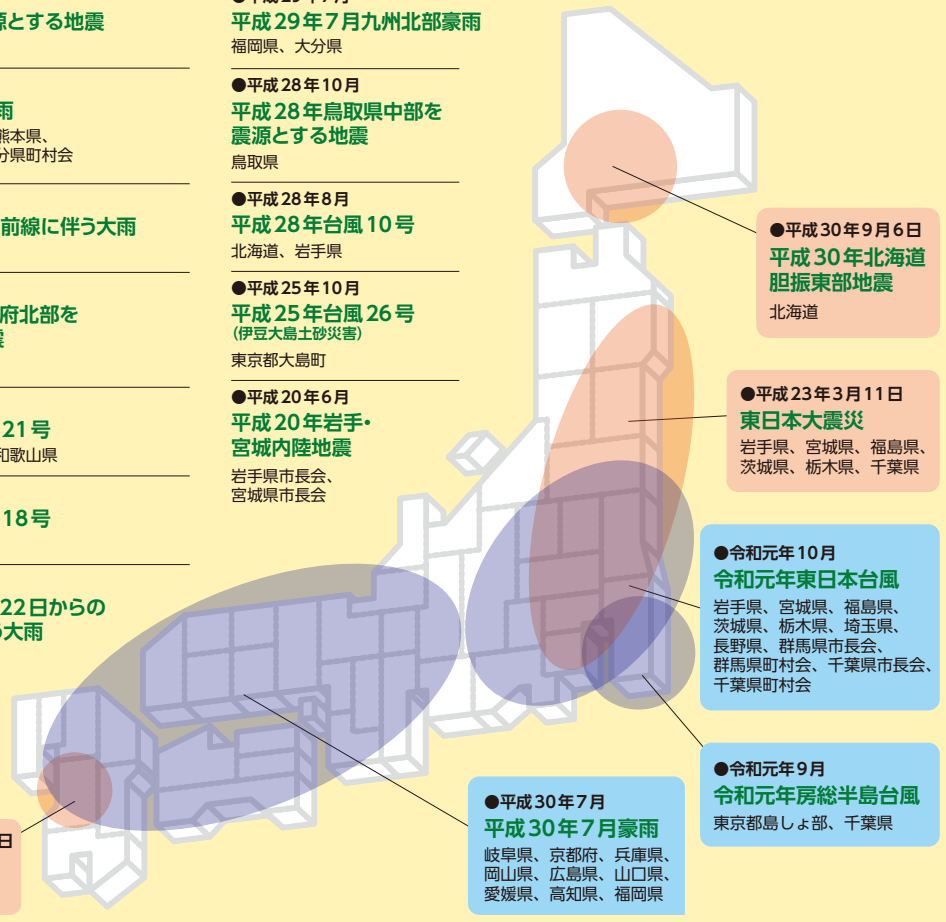 源とする地震
雨
熊本県、
分県町村会
前線に伴う大雨
府北部を
21号
和歌山県
18号
22日からの
大雨
平成29年7月九州北部豪雨
福岡県、大分県
●平成28年10月
平成28年鳥取県中部を
震源とする地震
鳥取県
●平成28年8月
平成28年台風10号
北海道、岩手県
●平成25年10月
平成25年台風26号
(伊豆大島土砂災害)
東京都大島町
●平成20年6月
平成20年岩手・
宮城内陸地震
岩手県市長会、
宮城県市長会
●平成30年9月6日
平成30年北海道
胆振東部地震
北海道
●平成23年3月11日
東日本大震災
岩手県、宮城県、福島県、
茨城県、栃木県、千葉県
●令和元年10月
令和元年東日本台風
岩手県、宮城県、福島県、
茨城県、栃木県、埼玉県、
長野県、群馬県市長会、
群馬県町村会、千葉県市長会、
千葉県町村会
●令和元年9月
令和元年房総半島台風
東京都島しょ部、千葉県
●平成30年7月
平成30年7月豪雨
岐阜県、京都府、兵庫県、
岡山県、広島県、山口県、
愛媛県、高知県、福岡県
日